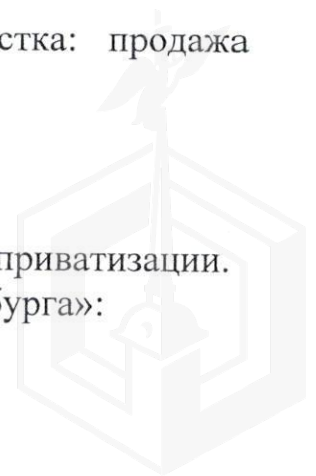 стка: продажа
приватизации.
бурга»: